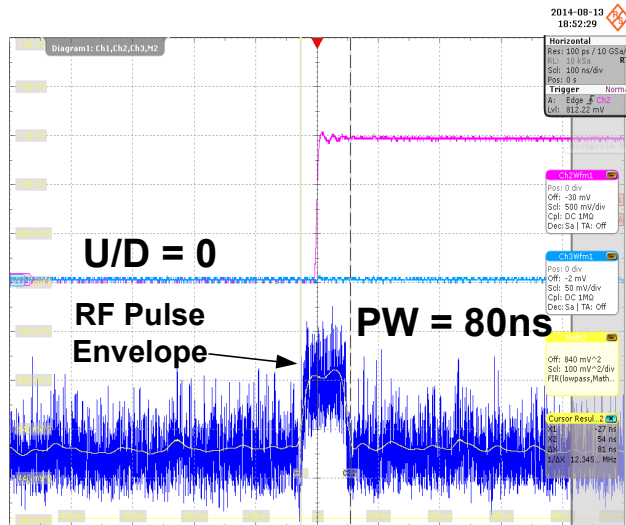 2014-08-13
18:52:29
Diagram1: Ch1,Ch2,Ch3,M2
Horizontal
Res: 100 ps / 10 GSa/
RL: 10 kSa
Scl: 100 ns/div
Pos: 0 s
Trigger Norma
A: Edge Ch2
Lvl: 812.22 mV
Ch2Wfm1
Pos: 0 div
Off: -30 mV
Scl: 500 mV/div
Cpl: DC 1MΩ
Dec: Sa | TA: Off
U/D = 0
Ch3Wfm1
Pos: 0 div
Off: -2 mV
Scl: 50 mV/div
Cpl: DC 1MΩ
Dec: Sa | TA: Off
RF Pulse
Envelope
PW = 80ns
Off: 840 mV^2
Scl: 100 mV^2/div
FIR(lowpass,Math...
Cursor Resul...2
X1 -27 ns
X2 54 ns
ΔX 81 ns
1/ΔX 12.345... MHz